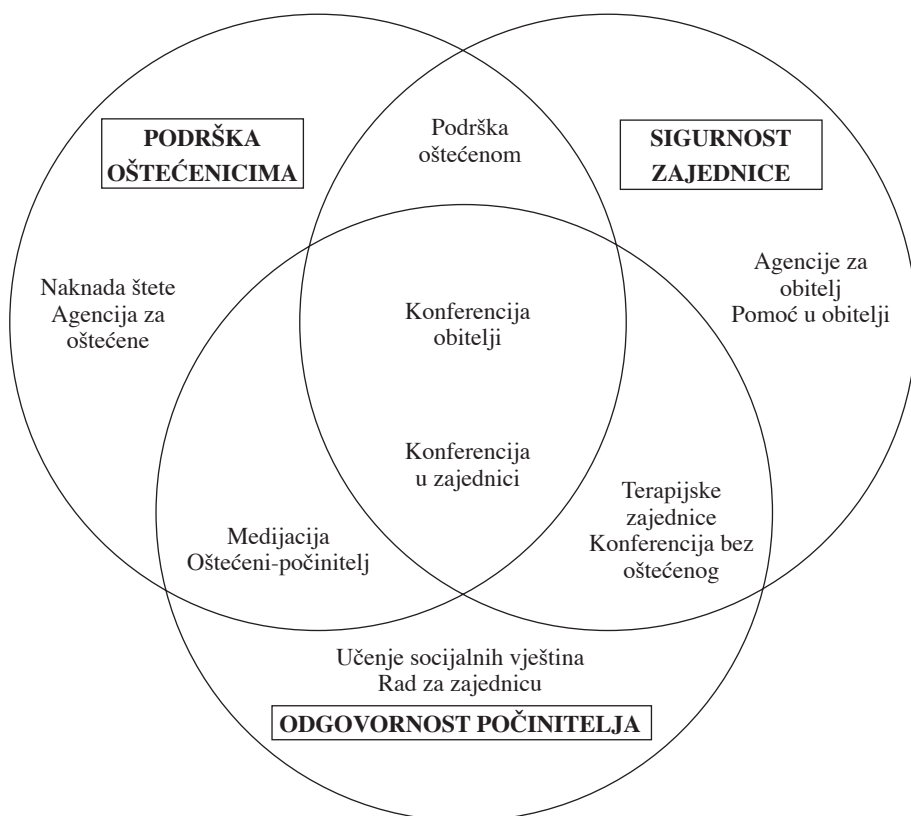 PODRŠKA
OŠTEĆENICIMA
Podrška
oštećenom
SIGURNOST
ZAJEDNICE
Naknada štete
Agencija za
oštećene
Konferencija
obitelji
Agencije za
obitelj
Pomoć u obitelji
Konferencija
u zajednici
Medijacija
Oštećeni-počinitelj
Terapijske
zajednice
Konferencija bez
oštećenog
Učenje socijalnih vještina
Rad za zajednicu
ODGOVORNOST POČINITELJA